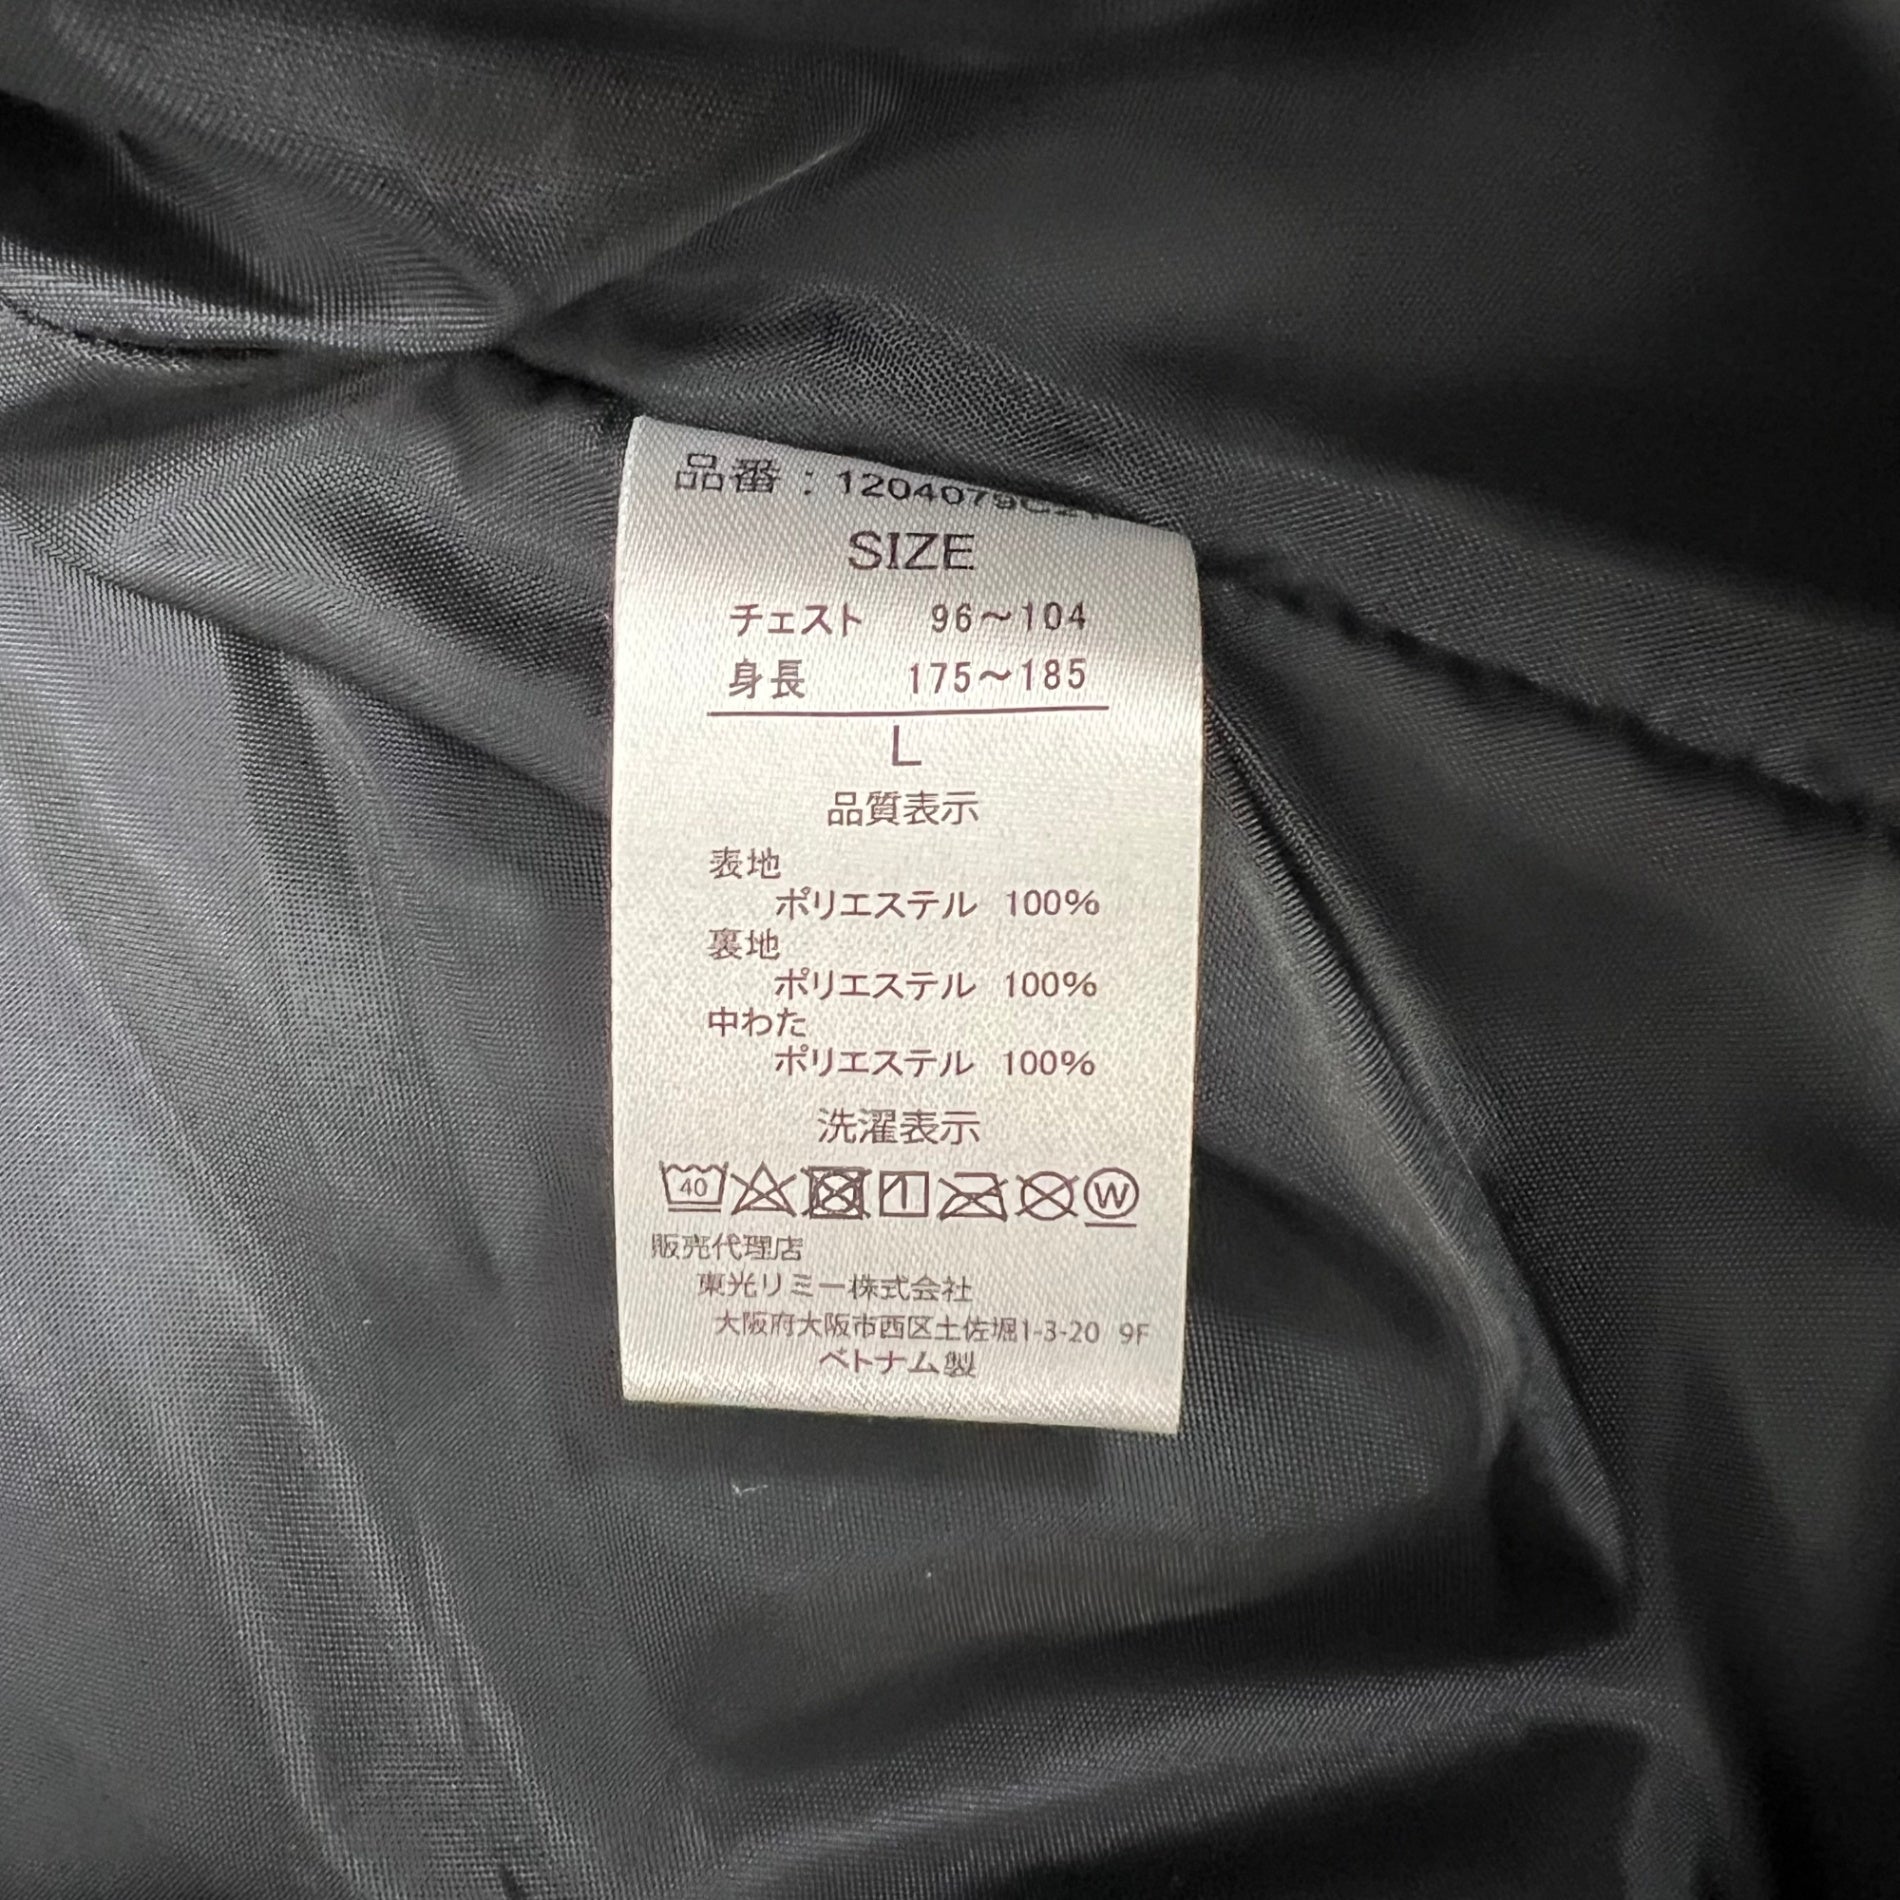 品番：1204079C
SIZE
チェスト 96〜104
身長 175〜185
L
品質表示
表地
ポリエステル 100%
裏地
ポリエステル 100%
中わた
ポリエステル 100%
洗濯表示
40
W
販売代理店
東光リミー株式会社
大阪府大阪市西区土佐堀1-3-20 9F
ベトナム製